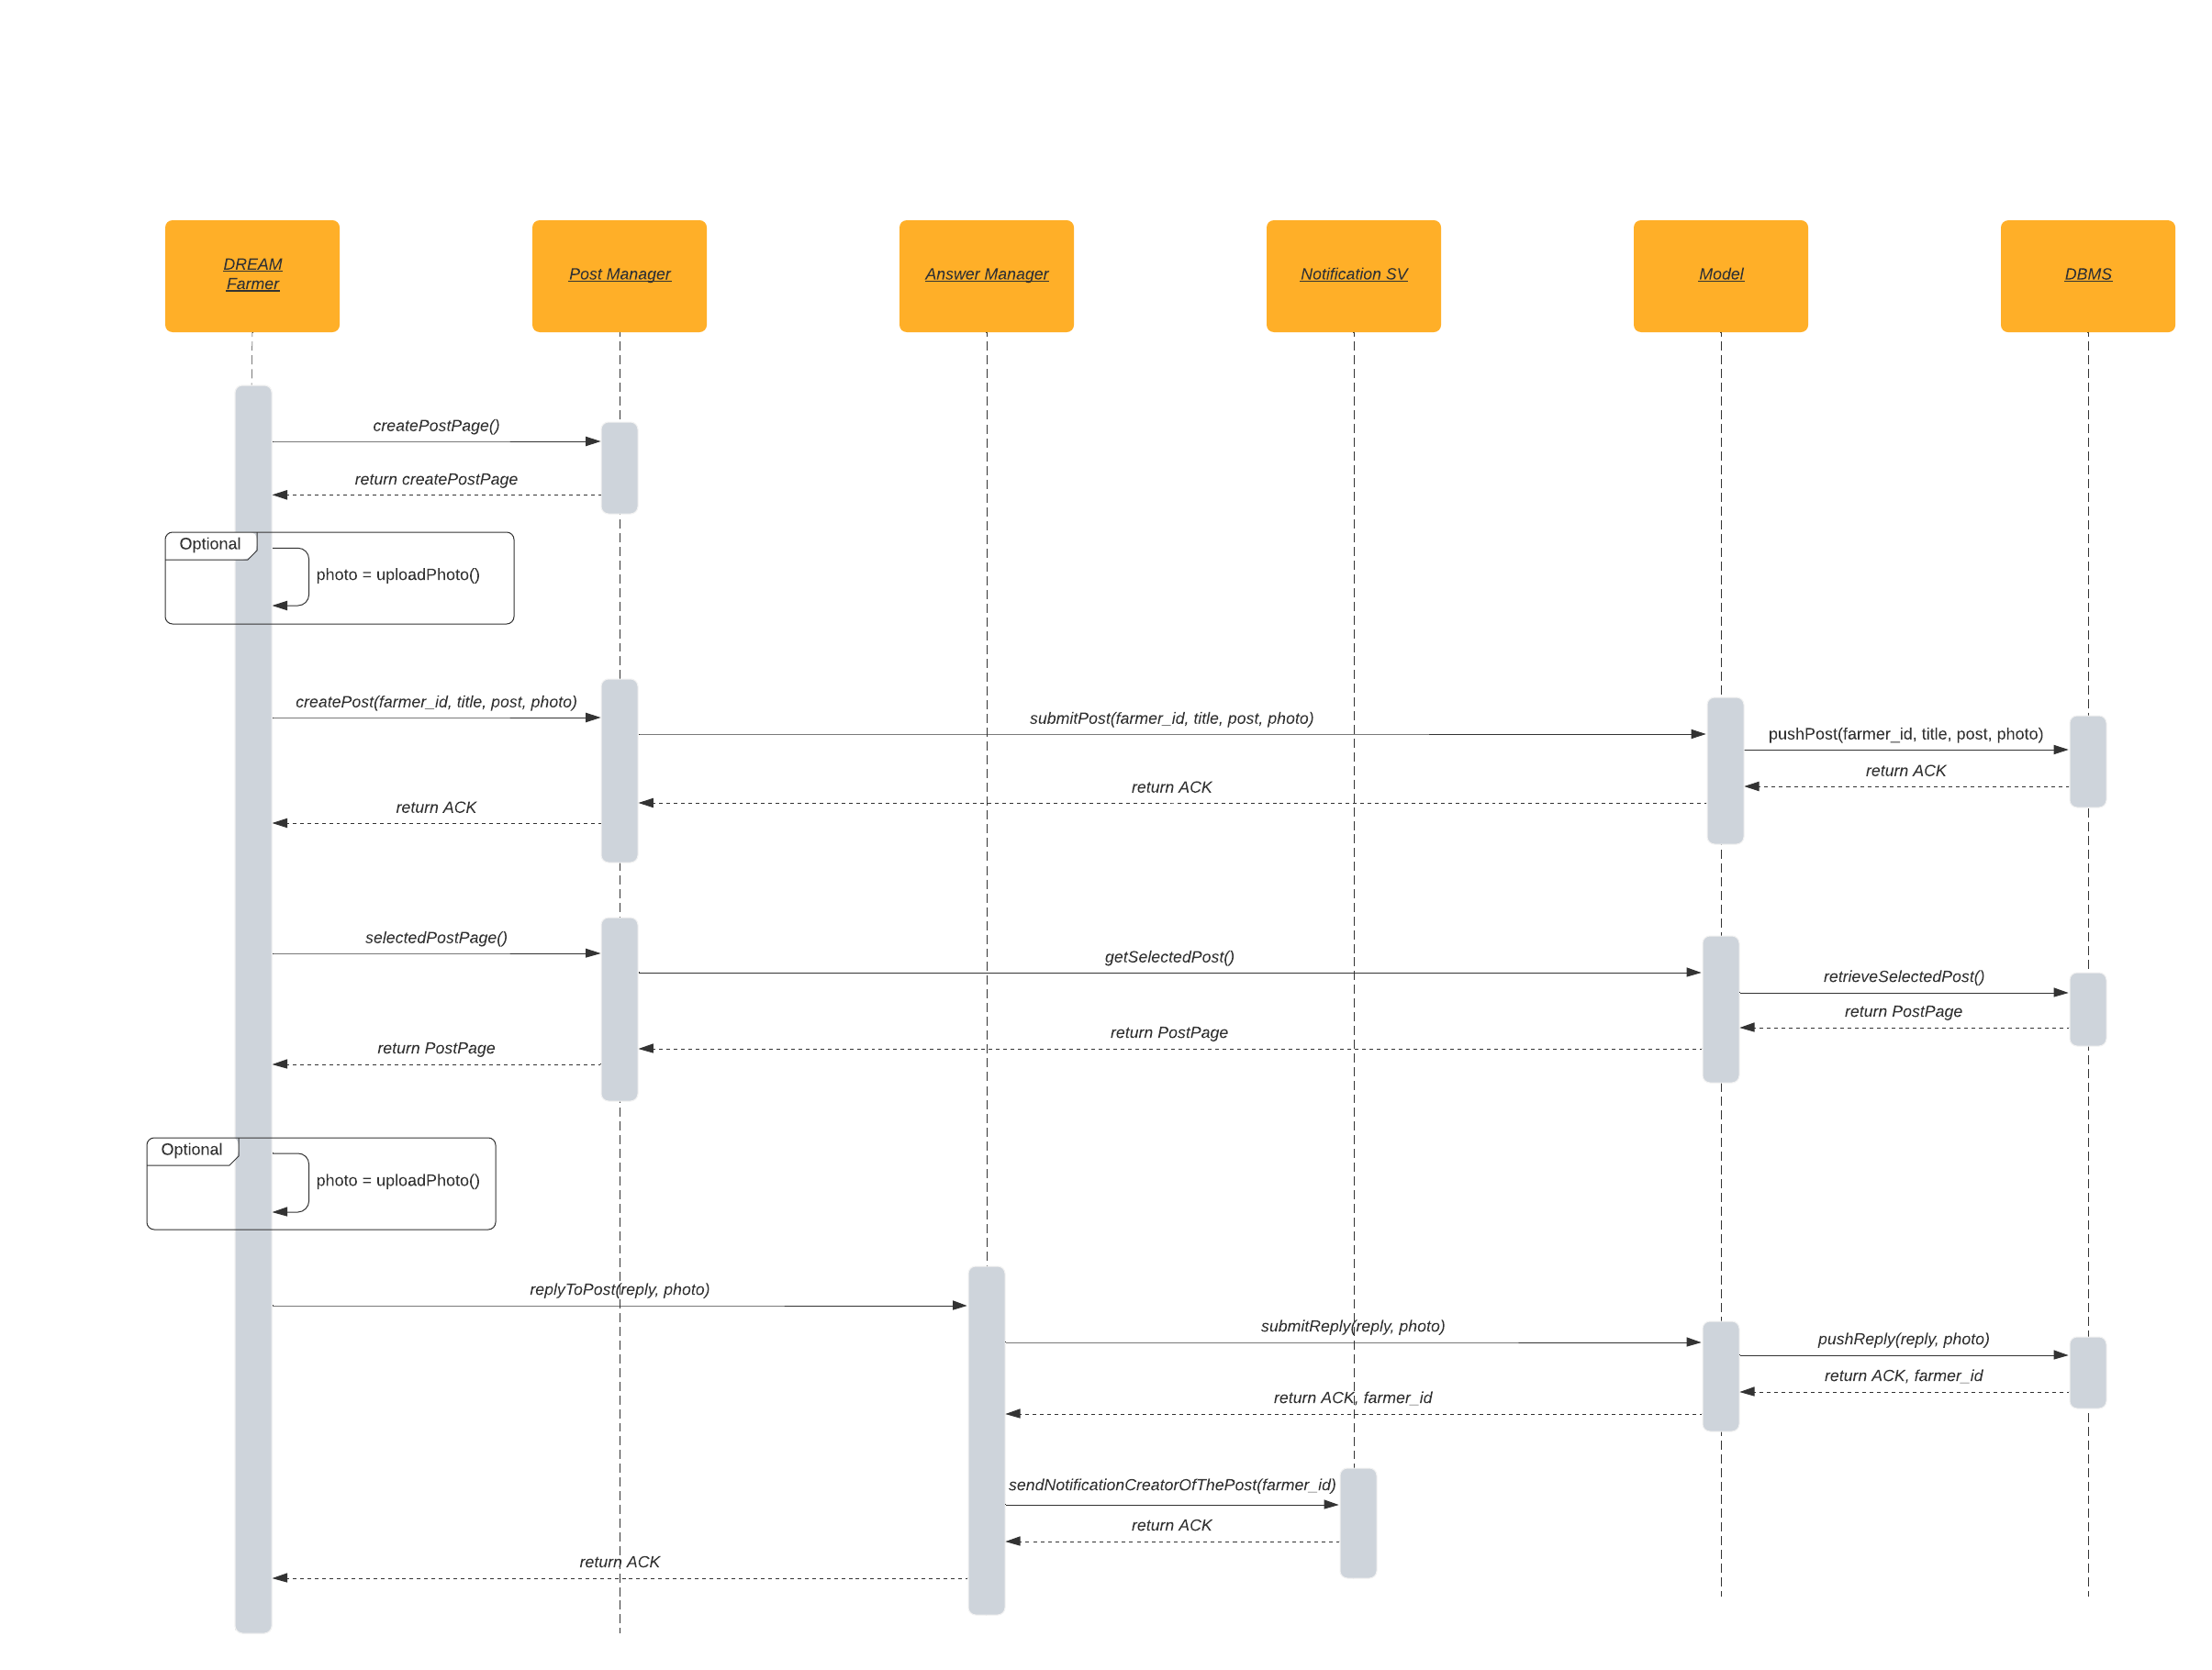 DREAM
Farmer
Post Manager
Answer Manager
Notification SV
Model
DBMS
createPostPage()
return createPostPage
Optional
photo = uploadPhoto()
createPost(farmer_id, title, post, photo)
submitPost(farmer_id, title, post, photo)
pushPost(farmer_id, title, post, photo)
return ACK
return ACK
return ACK
selectedPostPage()
getSelectedPost()
retrieveSelectedPost()
return PostPage
return PostPage
return PostPage
Optional
photo = uploadPhoto()
replyToPost(reply, photo)
submitReply(reply, photo)
pushReply(reply, photo)
return ACK, farmer_id
return ACK, farmer_id
sendNotificationCreatorOfThePost(farmer_id)
return ACK
return ACK